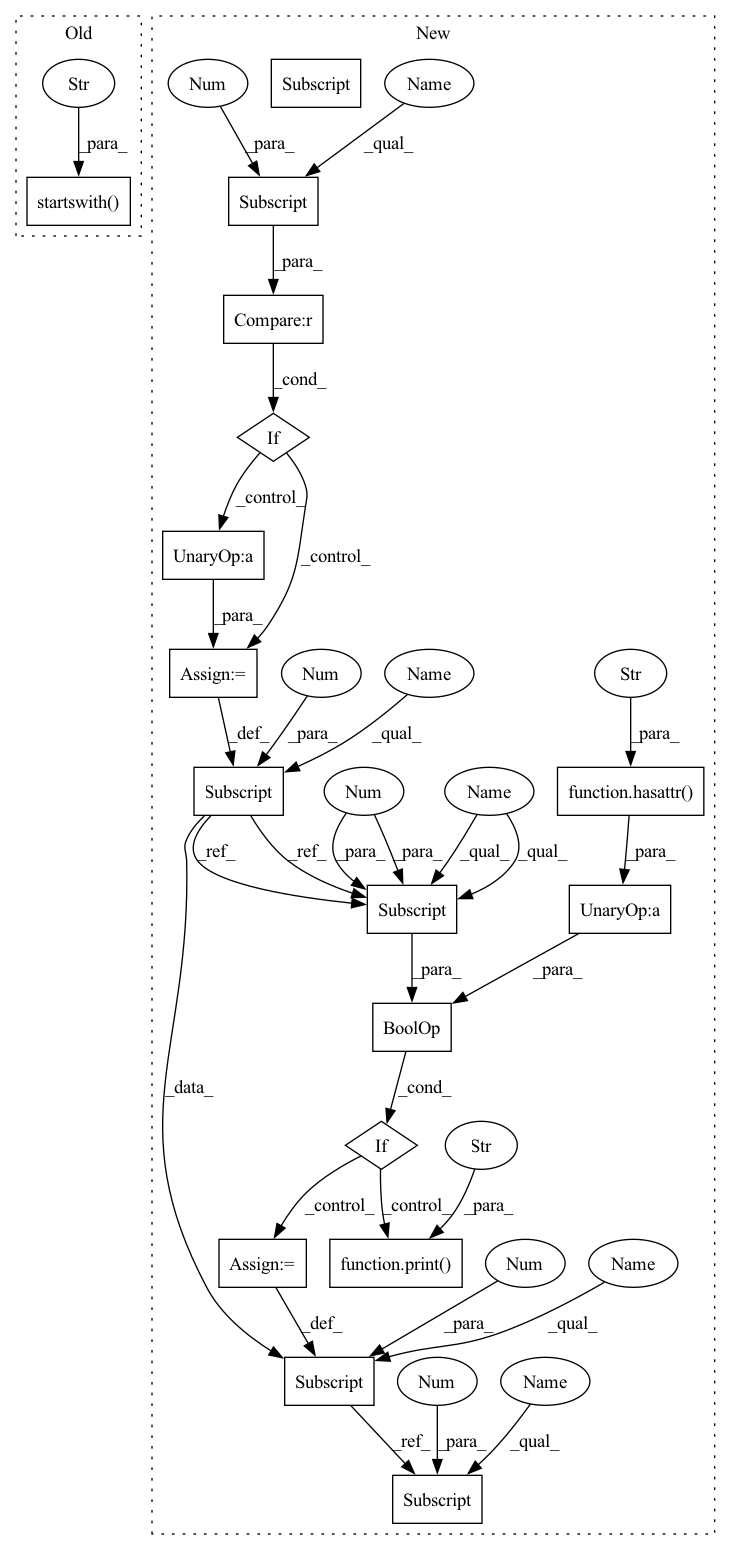 Old
New
Str
Num
Subscript
Name
_para_
_para_
_qual_
startswith()
Subscript
_para_
Compare:r
_cond_
If
_control_
UnaryOp:a
_control_
_para_
Assign:=
Num
Name
Str
_def_
_para_
_qual_
_para_
Subscript
Num
Name
function.hasattr()
_ref_
_ref_
_para_
_para_
_qual_
_qual_
_para_
Subscript
UnaryOp:a
_para_
_para_
BoolOp
_data_
_cond_
If
Str
_control_
_control_
_para_
Assign:=
function.print()
Num
Name
_def_
_para_
_qual_
Subscript
Num
Name
_ref_
_para_
_qual_
Subscript